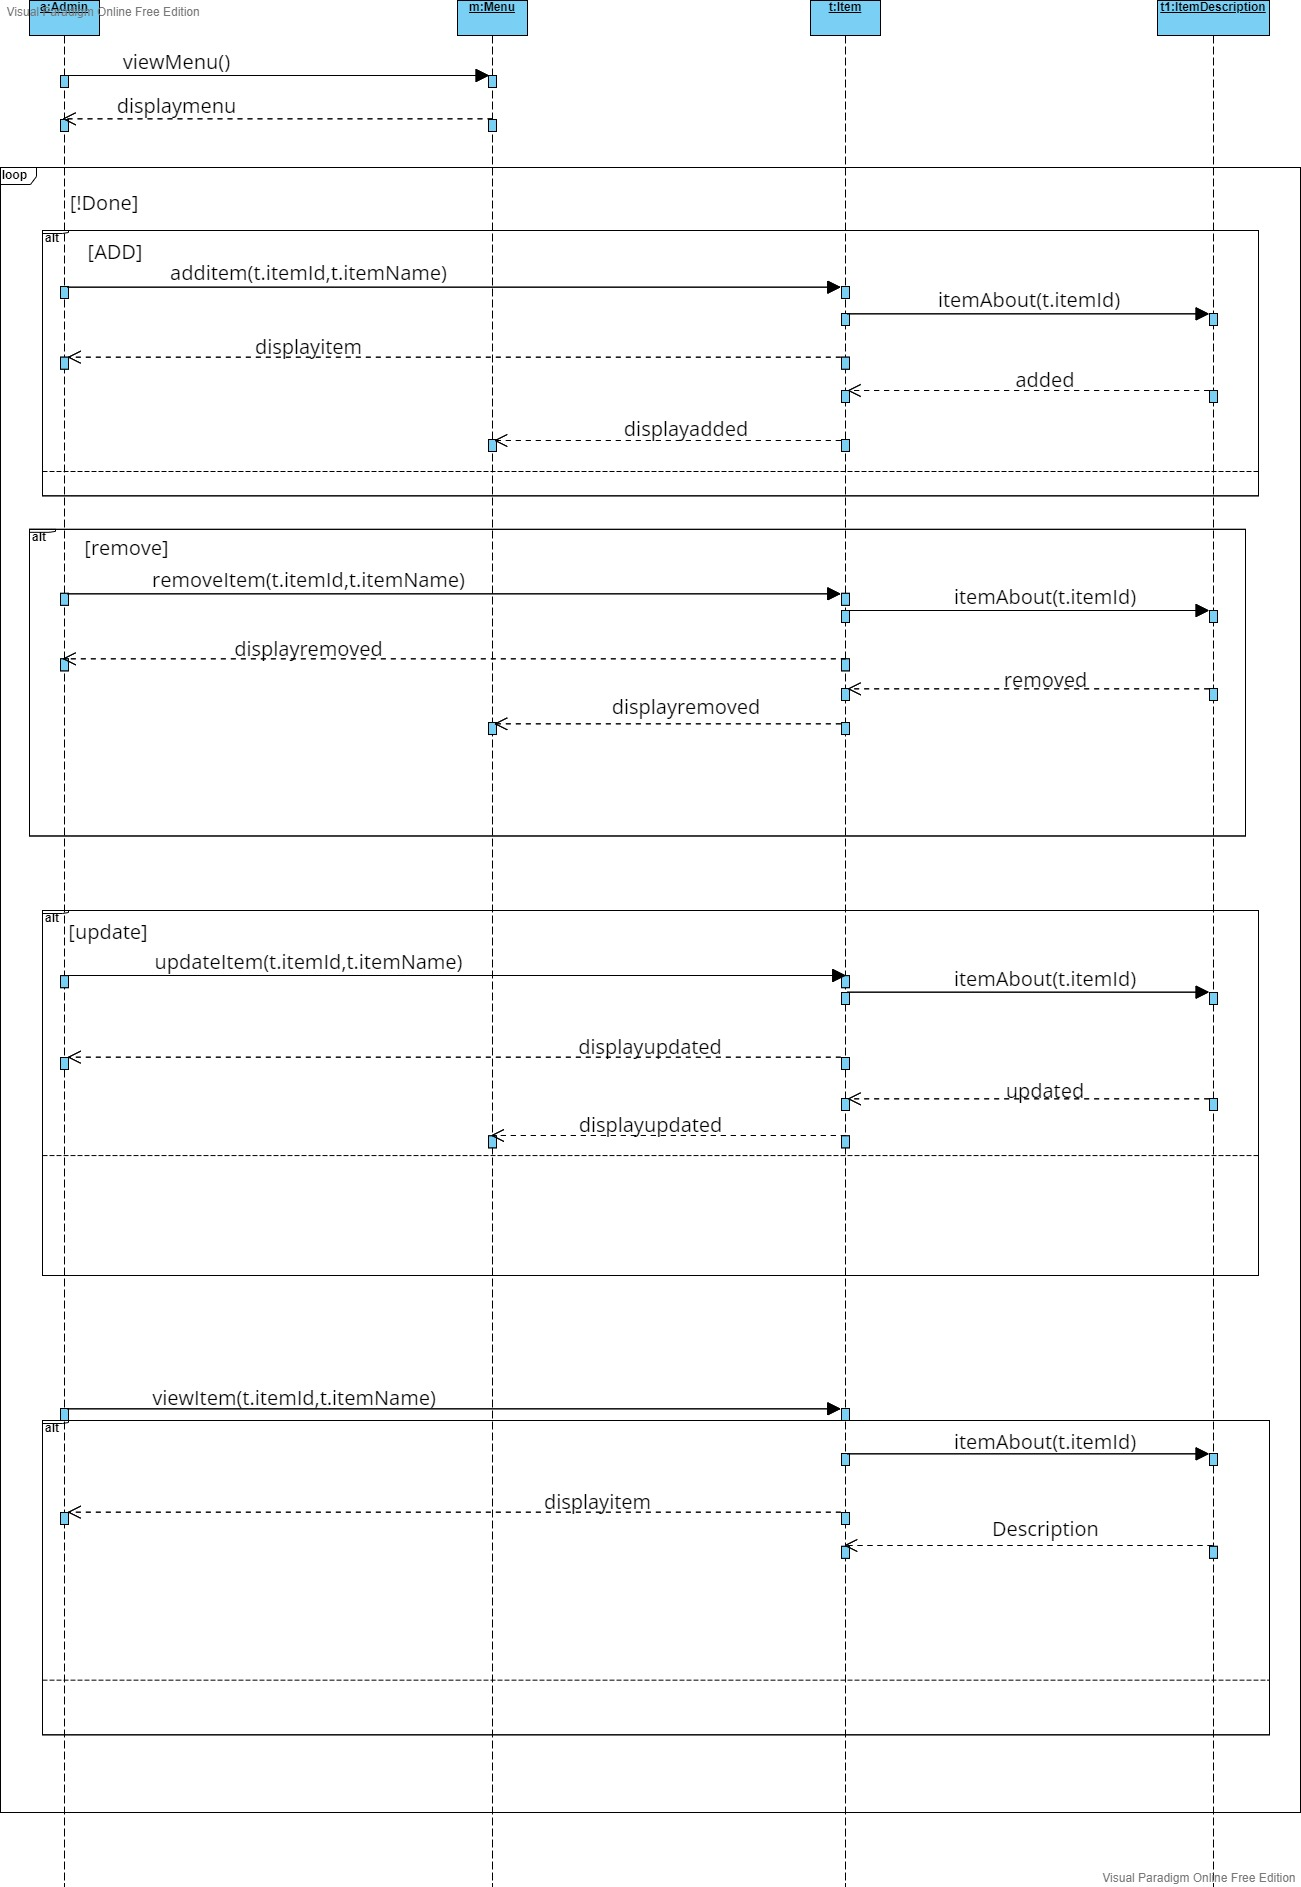 a:Admin
m:Menu
t:Item
t1:ItemDescription
Visual Paradigm Online Free Edition
viewMenu()
displaymenu
loop
[!Done]
alt
[ADD]
additem(t.itemId,t.itemName)
itemAbout(t.itemId)
displayitem
added
displayadded
alt
[remove]
removeItem(t.itemId,t.itemName)
itemAbout(t.itemId)
displayremoved
removed
displayremoved
alt
[update]
updateItem(t.itemId,t.itemName)
itemAbout(t.itemId)
displayupdated
updated
displayupdated
viewItem(t.itemId,t.itemName)
alt
itemAbout(t.itemId)
displayitem
Description
Visual Paradigm Online Free Edition